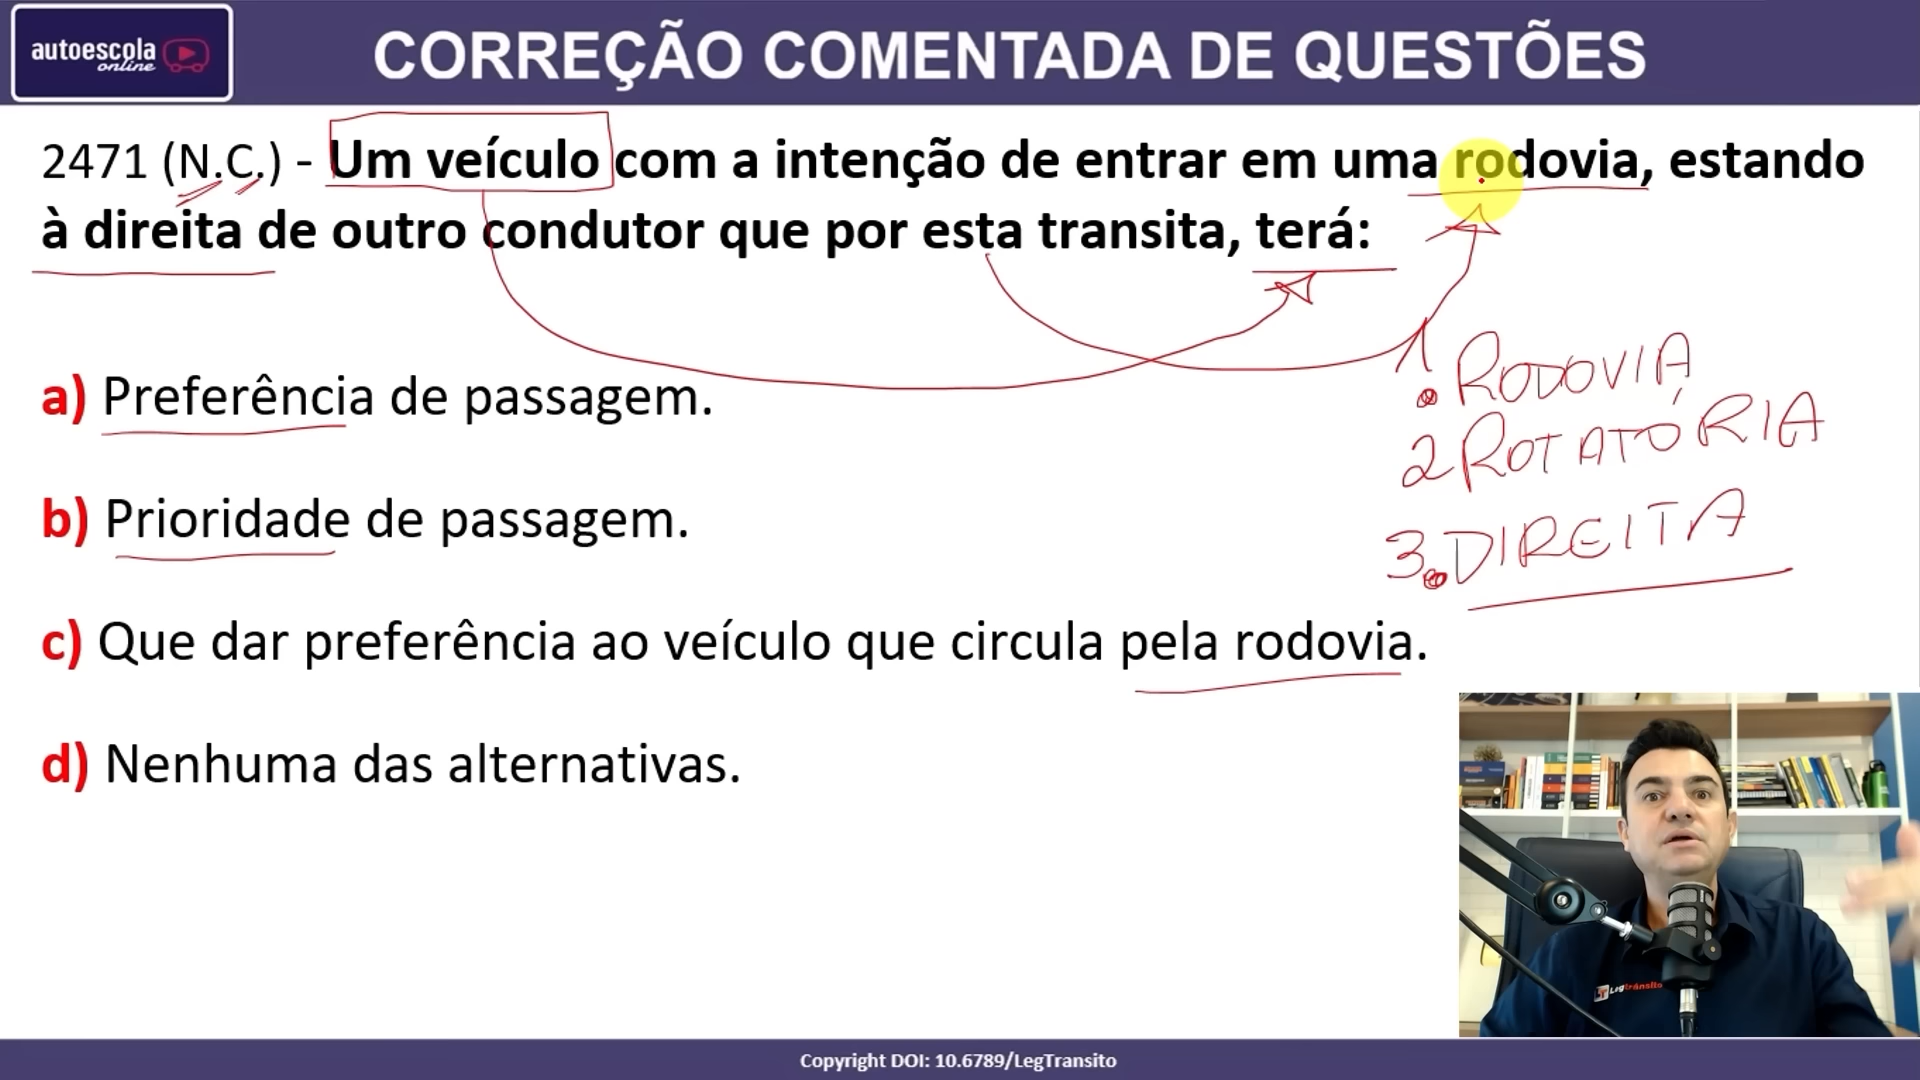 autoescola
online
CORREÇÃO COMENTADA DE QUESTÕES
2471 (N.C.) - Um veículo com a intenção de entrar em uma rodovia, estando
à direita de outro condutor que por esta transita, terá:
a) Preferência de passagem.
b) Prioridade de passagem.
c) Que dar preferência ao veículo que circula pela rodovia.
d) Nenhuma das alternativas.
1. RODOVIA
2 ROTATÓRIA
3. DIREITA
Legtrânsito
Copyright DOI: 10.6789/LegTransito